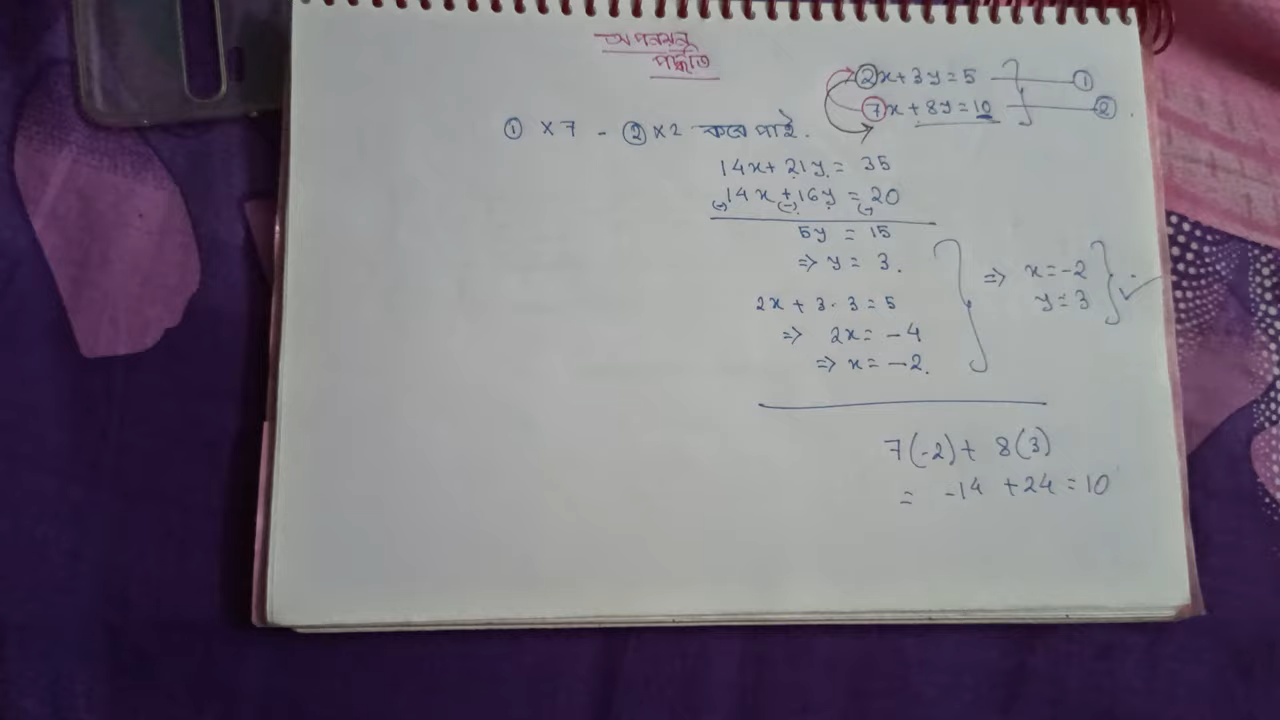 অপনয়ন
পদ্ধতি
2x + 3y = 5 ①
7x + 8y = 10 ②
① × 7 - ② × 2 করে পাই.
14x + 21y = 35
14x + 16y = 20
(-) (-) (-)
5y = 15
=> y = 3.
2x + 3 · 3 = 5
=> 2x = -4
=> x = -2.
=> x = -2
y = 3
7(-2) + 8(3)
= -14 + 24 = 10